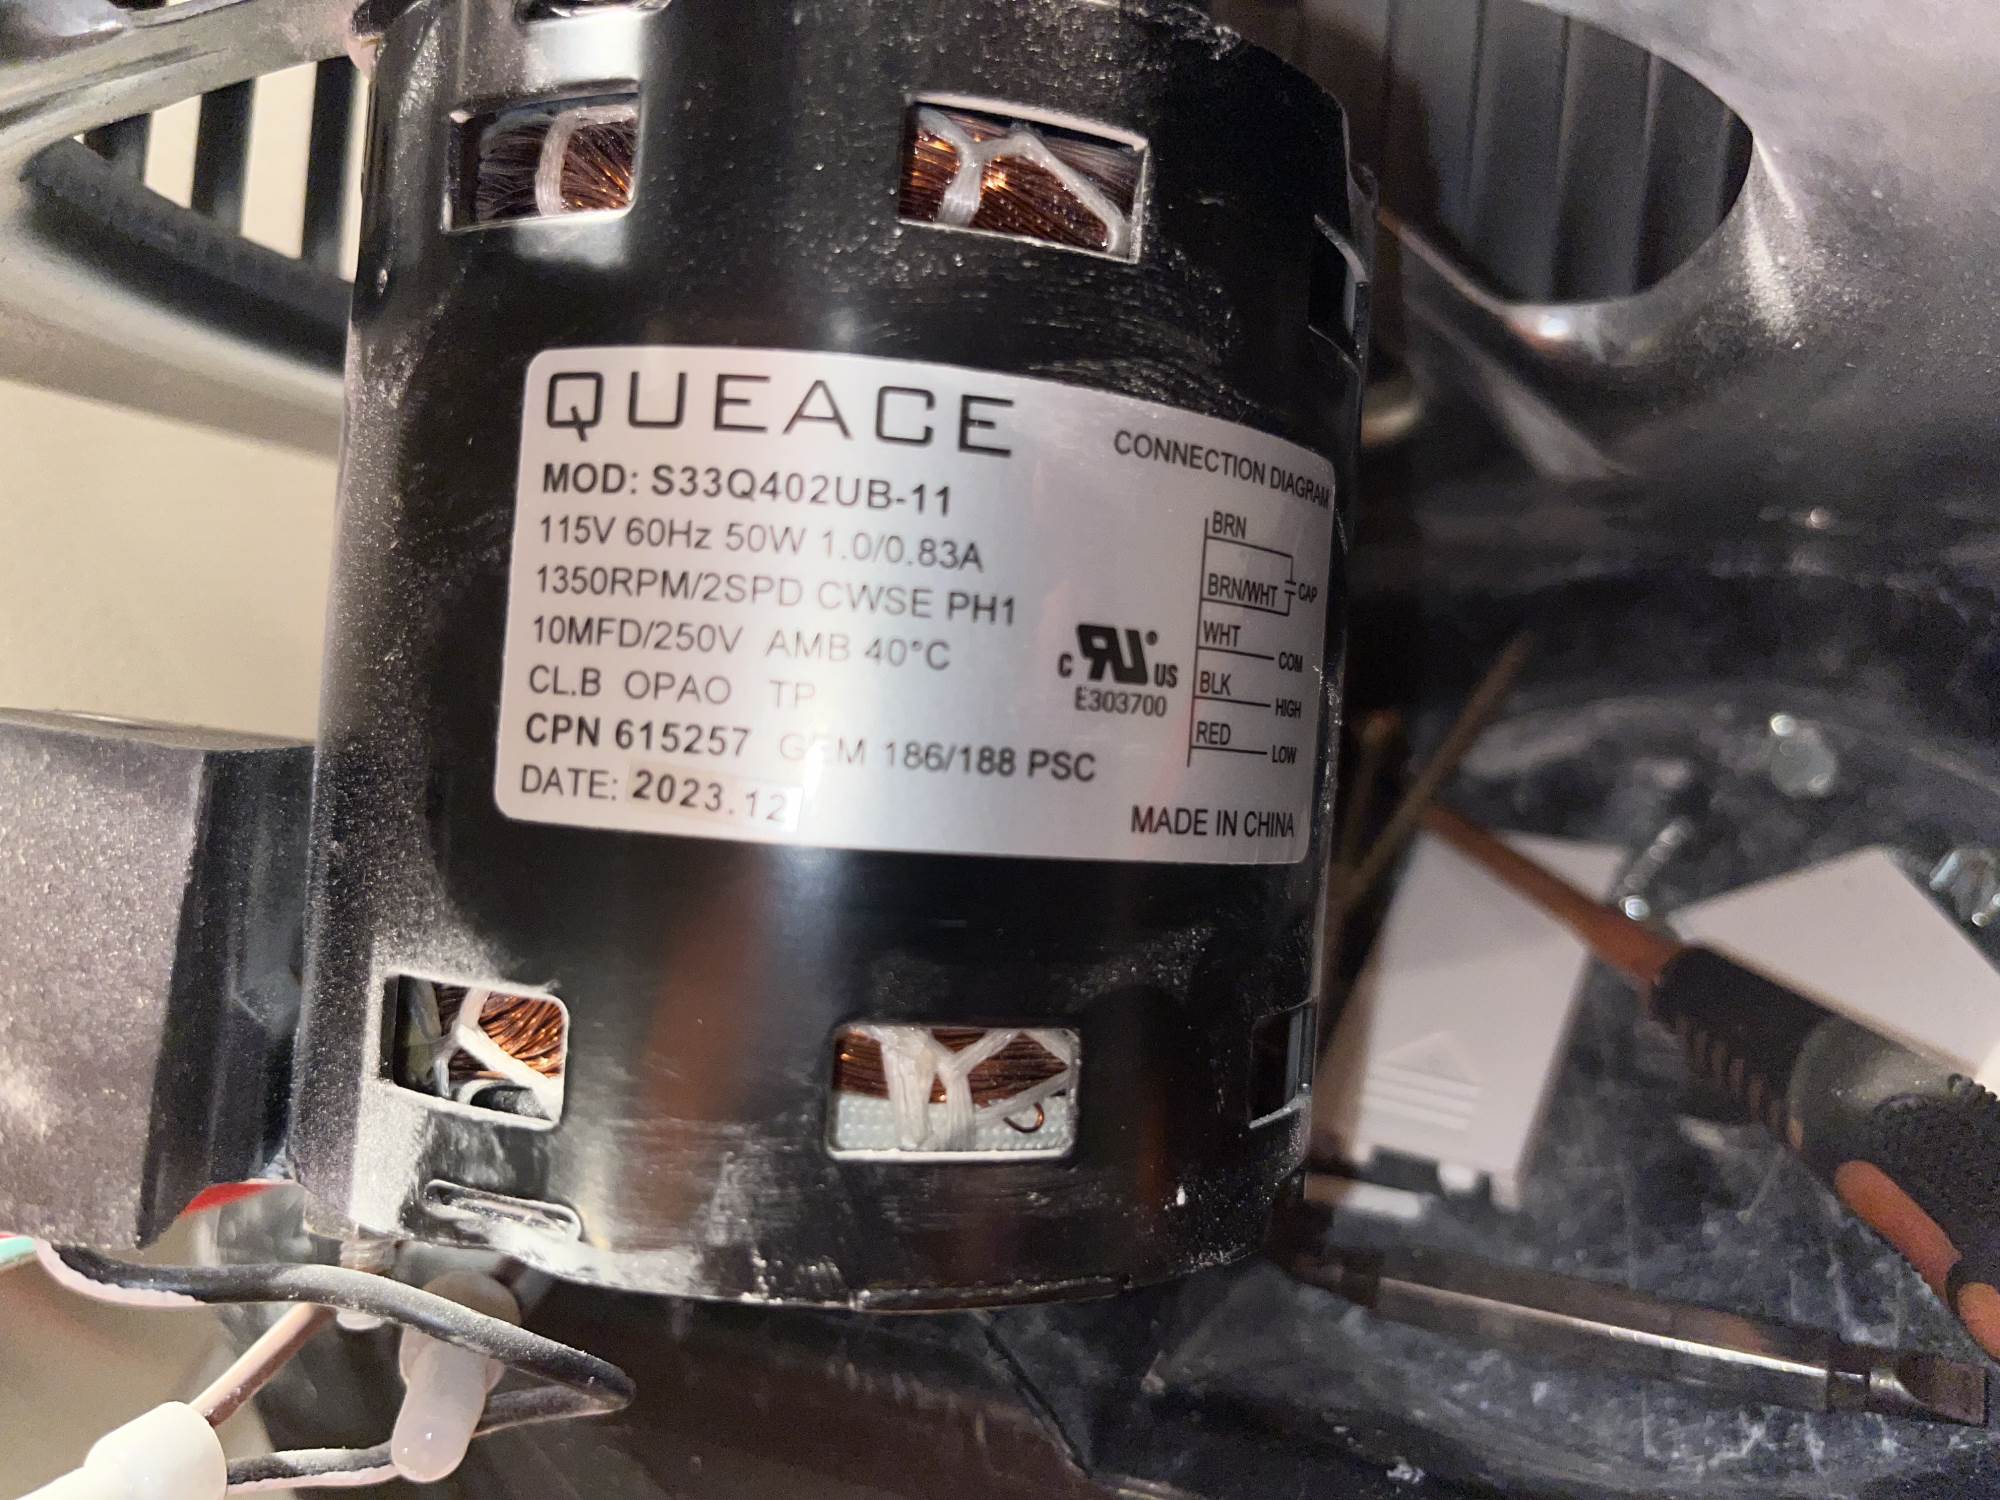 QUEACE
MOD: S33Q402UB-11
115V 60Hz 50W 1.0/0.83A
1350RPM/2SPD CWSE PH1
10MFD/250V AMB 40°C
CL.B OPAO TP
CPN 615257 186/188 PSC
DATE: 2023.12
c RU® US
E303700
CONNECTION DIAGRAM
BRN
BRN/WHT CAP
WHT COM
BLK HIGH
RED LOW
MADE IN CHINA